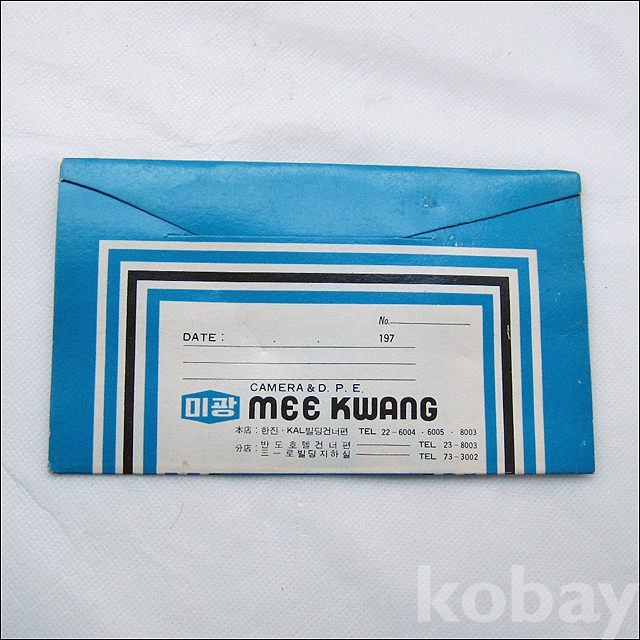 No.
DATE : . . 197
CAMERA & D. P. E.
미광 MEE KWANG
本店 : 한진・KAL빌딩건너편 TEL 22-6004・6005・8003
分店 : 반도호텔건너편 TEL 23-8003
三一로빌딩지하실 TEL 73-3002
kobay